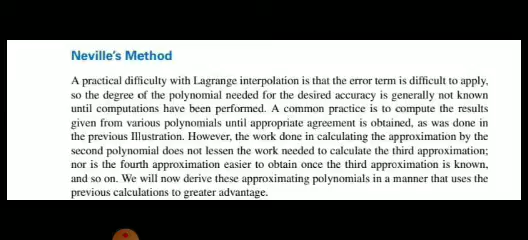 Neville's Method
A practical difficulty with Lagrange interpolation is that the error term is difficult to apply,
so the degree of the polynomial needed for the desired accuracy is generally not known
until computations have been performed. A common practice is to compute the results
given from various polynomials until appropriate agreement is obtained, as was done in
the previous Illustration. However, the work done in calculating the approximation by the
second polynomial does not lessen the work needed to calculate the third approximation;
nor is the fourth approximation easier to obtain once the third approximation is known,
and so on. We will now derive these approximating polynomials in a manner that uses the
previous calculations to greater advantage.